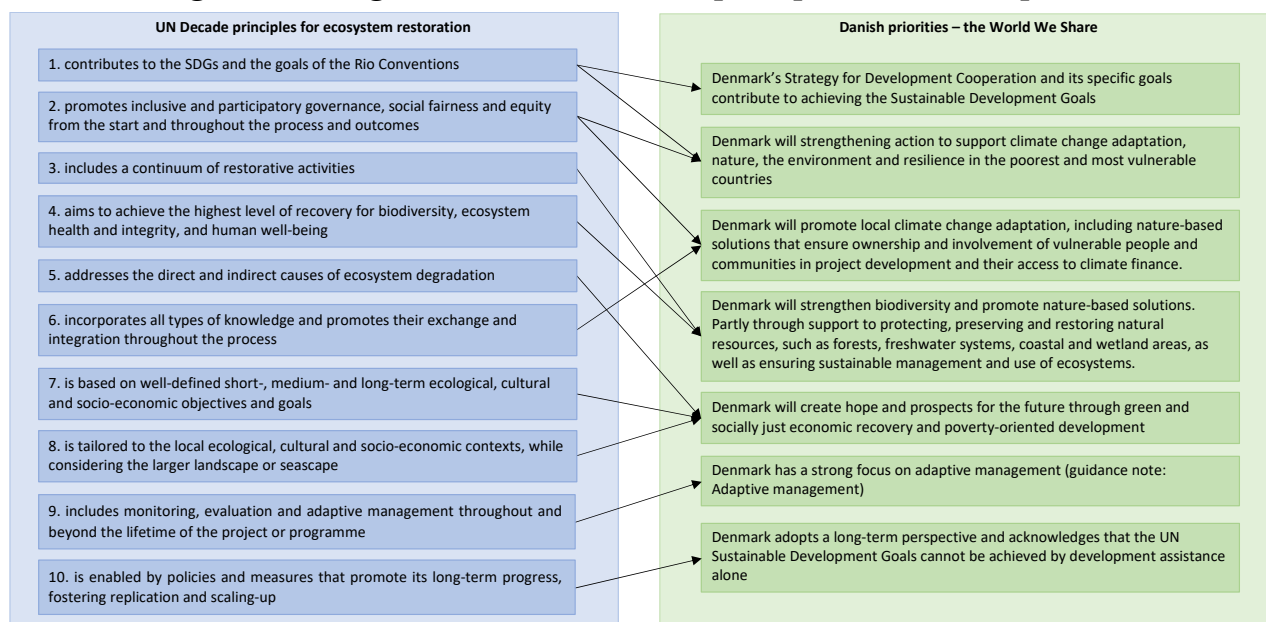 UN Decade principles for ecosystem restoration
1. contributes to the SDGs and the goals of the Rio Conventions
2. promotes inclusive and participatory governance, social fairness and equity
from the start and throughout the process and outcomes
3. includes a continuum of restorative activities
4. aims to achieve the highest level of recovery for biodiversity, ecosystem
health and integrity, and human well-being
5. addresses the direct and indirect causes of ecosystem degradation
6. incorporates all types of knowledge and promotes their exchange and
integration throughout the process
7. is based on well-defined short-, medium- and long-term ecological, cultural
and socio-economic objectives and goals
8. is tailored to the local ecological, cultural and socio-economic contexts, while
considering the larger landscape or seascape
9. includes monitoring, evaluation and adaptive management throughout and
beyond the lifetime of the project or programme
10. is enabled by policies and measures that promote its long-term progress,
fostering replication and scaling-up
Danish priorities – the World We Share
Denmark's Strategy for Development Cooperation and its specific goals
contribute to achieving the Sustainable Development Goals
Denmark will strengthening action to support climate change adaptation,
nature, the environment and resilience in the poorest and most vulnerable
countries
Denmark will promote local climate change adaptation, including nature-based
solutions that ensure ownership and involvement of vulnerable people and
communities in project development and their access to climate finance.
Denmark will strengthen biodiversity and promote nature-based solutions.
Partly through support to protecting, preserving and restoring natural
resources, such as forests, freshwater systems, coastal and wetland areas, as
well as ensuring sustainable management and use of ecosystems.
Denmark will create hope and prospects for the future through green and
socially just economic recovery and poverty-oriented development
Denmark has a strong focus on adaptive management (guidance note:
Adaptive management)
Denmark adopts a long-term perspective and acknowledges that the UN
Sustainable Development Goals cannot be achieved by development assistance
alone